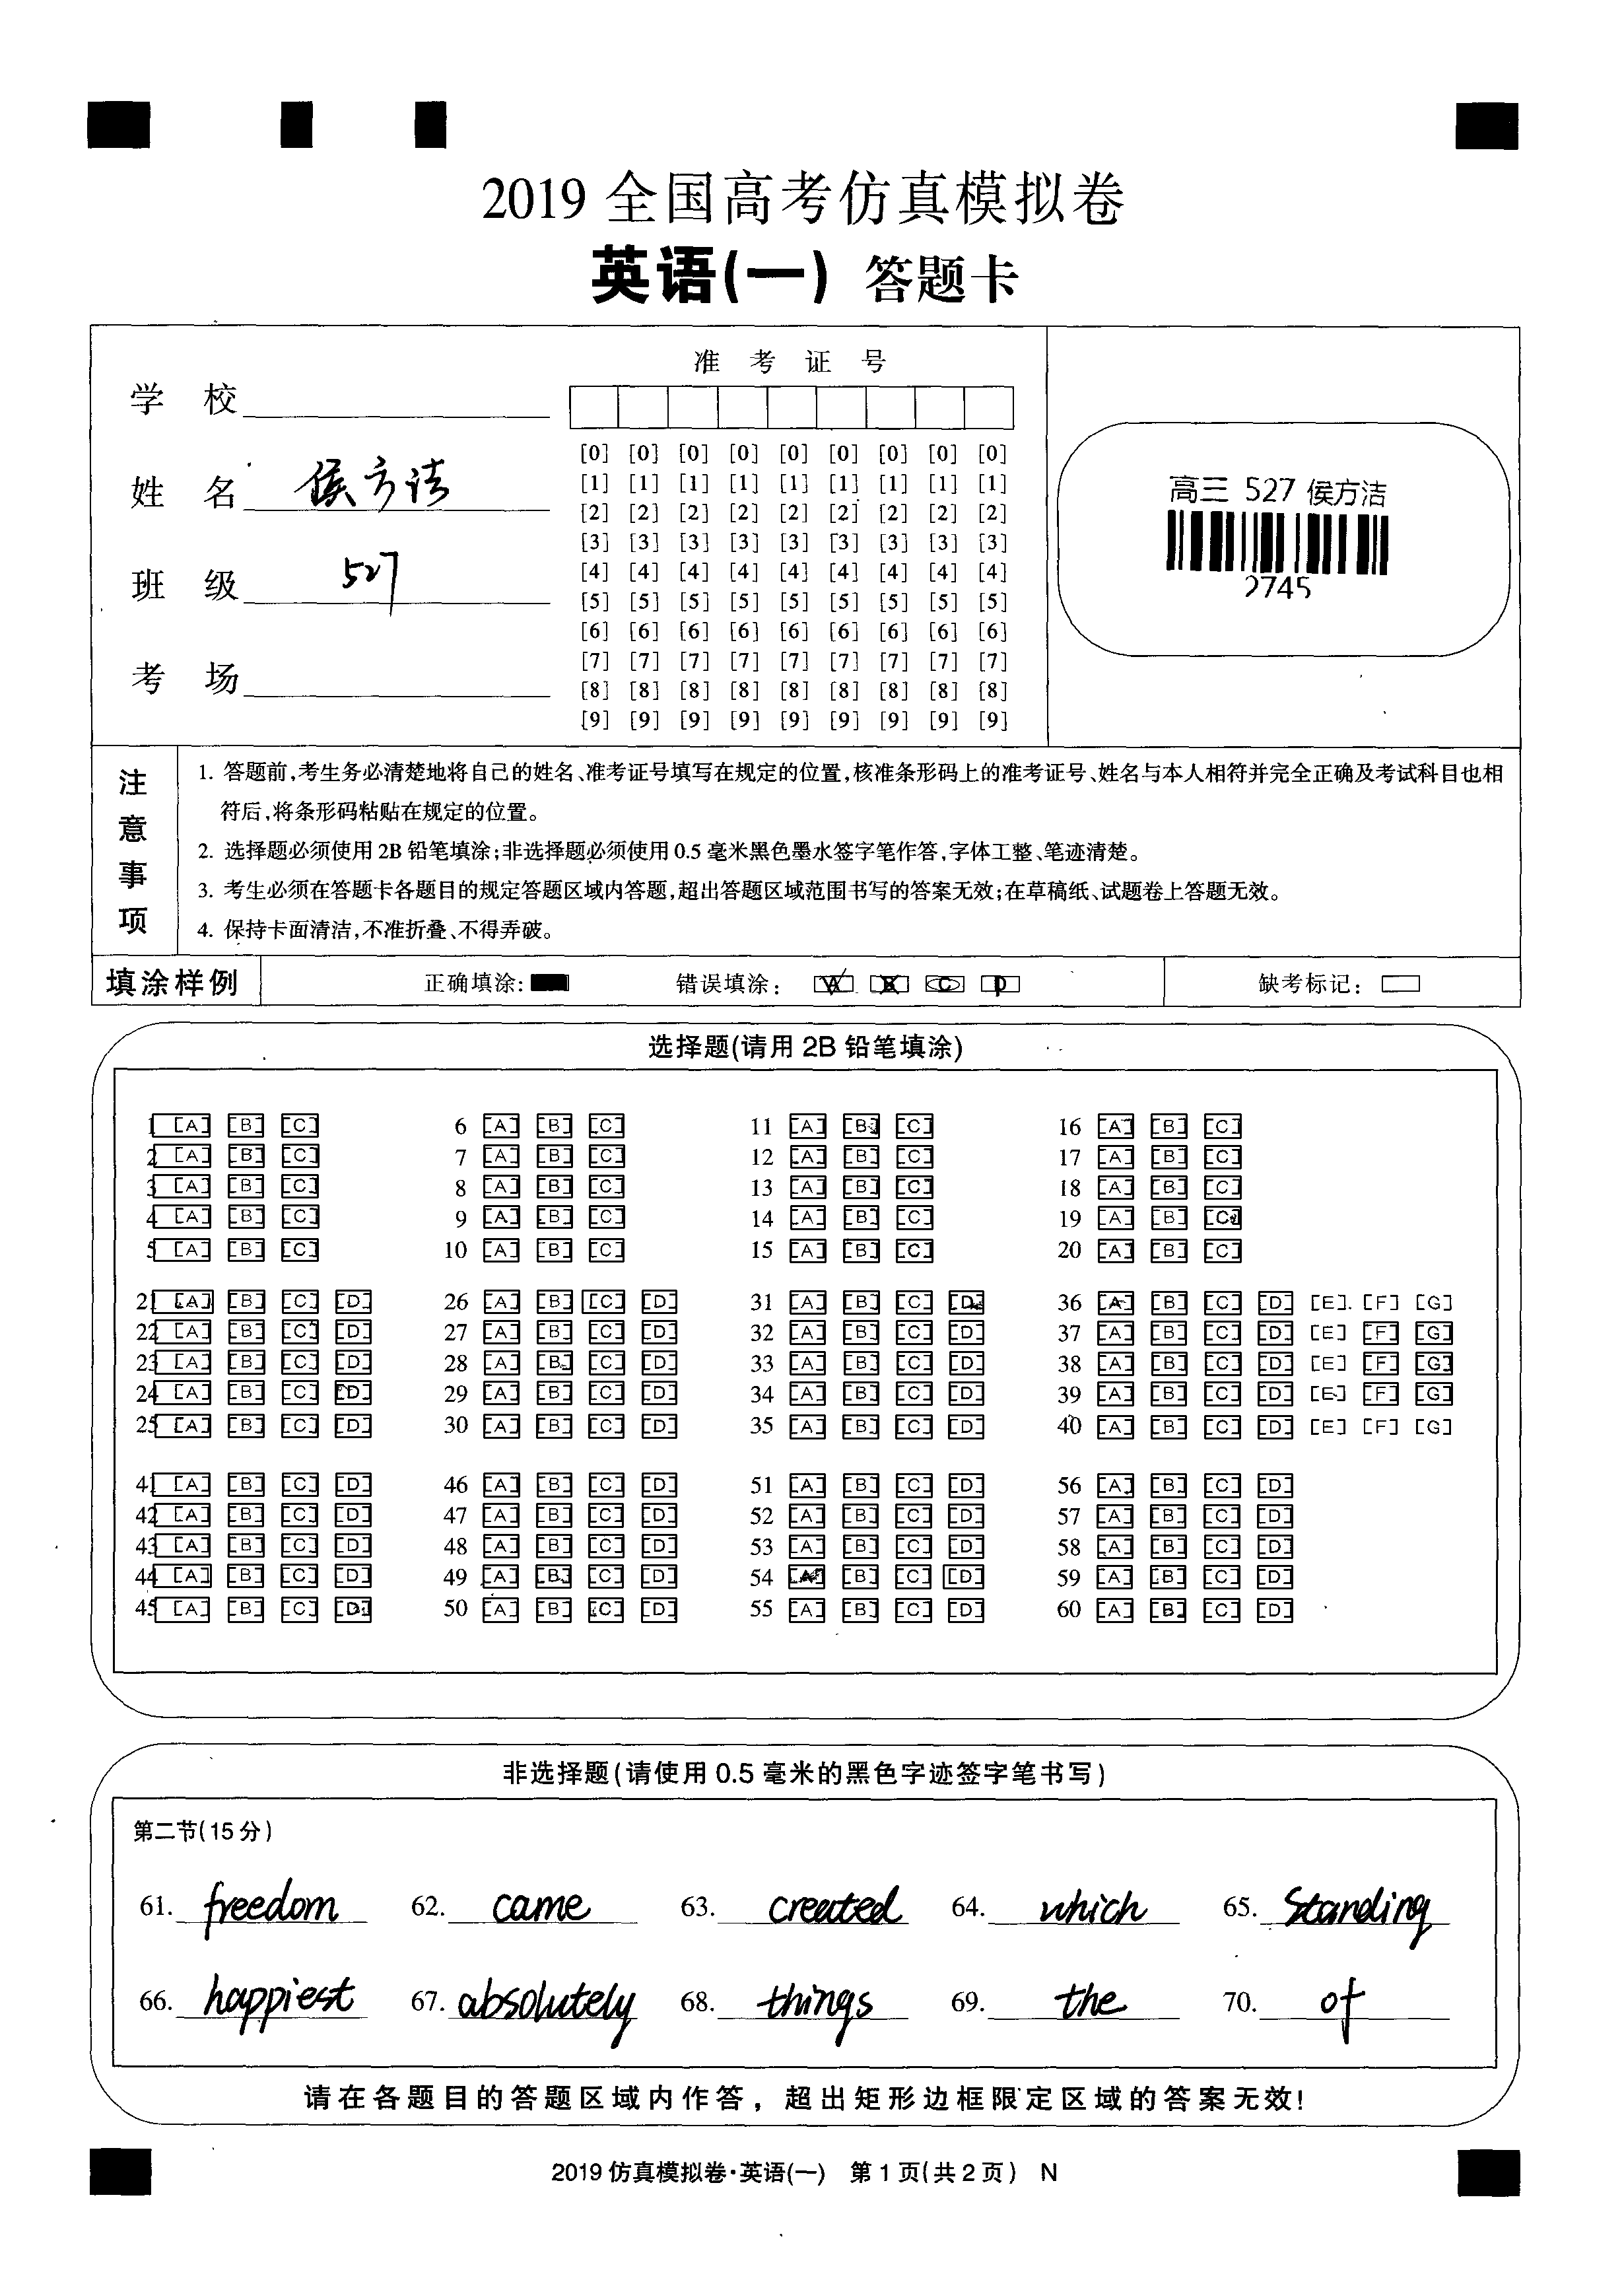 2019 全国高考仿真模拟卷
英语(一) 答题卡
准 考 证 号
学 校
姓 名 侯方洁
班 级 527
考 场
[0] [0] [0] [0] [0] [0] [0] [0] [0]
[1] [1] [1] [1] [1] [1] [1] [1] [1]
[2] [2] [2] [2] [2] [2] [2] [2] [2]
[3] [3] [3] [3] [3] [3] [3] [3] [3]
[4] [4] [4] [4] [4] [4] [4] [4] [4]
[5] [5] [5] [5] [5] [5] [5] [5] [5]
[6] [6] [6] [6] [6] [6] [6] [6] [6]
[7] [7] [7] [7] [7] [7] [7] [7] [7]
[8] [8] [8] [8] [8] [8] [8] [8] [8]
[9] [9] [9] [9] [9] [9] [9] [9] [9]
高三 527 侯方洁
2745
注意事项
1. 答题前,考生务必清楚地将自己的姓名、准考证号填写在规定的位置,核准条形码上的准考证号、姓名与本人相符并完全正确及考试科目也相
符后,将条形码粘贴在规定的位置。
2. 选择题必须使用2B铅笔填涂;非选择题必须使用0.5毫米黑色墨水签字笔作答,字体工整、笔迹清楚。
3. 考生必须在答题卡各题目的规定答题区域内答题,超出答题区域范围书写的答案无效;在草稿纸、试题卷上答题无效。
4. 保持卡面清洁,不准折叠、不得弄破。
填涂样例 正确填涂: 错误填涂: A B C D 缺考标记:
选择题(请用 2B 铅笔填涂)
1 [A] [B] [C] 6 [A] [B] [C] 11 [A] [B] [C] 16 [A] [B] [C]
2 [A] [B] [C] 7 [A] [B] [C] 12 [A] [B] [C] 17 [A] [B] [C]
3 [A] [B] [C] 8 [A] [B] [C] 13 [A] [B] [C] 18 [A] [B] [C]
4 [A] [B] [C] 9 [A] [B] [C] 14 [A] [B] [C] 19 [A] [B] [C]
5 [A] [B] [C] 10 [A] [B] [C] 15 [A] [B] [C] 20 [A] [B] [C]
21 [A] [B] [C] [D] 26 [A] [B] [C] [D] 31 [A] [B] [C] [D] 36 [A] [B] [C] [D] [E] [F] [G]
22 [A] [B] [C] [D] 27 [A] [B] [C] [D] 32 [A] [B] [C] [D] 37 [A] [B] [C] [D] [E] [F] [G]
23 [A] [B] [C] [D] 28 [A] [B] [C] [D] 33 [A] [B] [C] [D] 38 [A] [B] [C] [D] [E] [F] [G]
24 [A] [B] [C] [D] 29 [A] [B] [C] [D] 34 [A] [B] [C] [D] 39 [A] [B] [C] [D] [E] [F] [G]
25 [A] [B] [C] [D] 30 [A] [B] [C] [D] 35 [A] [B] [C] [D] 40 [A] [B] [C] [D] [E] [F] [G]
41 [A] [B] [C] [D] 46 [A] [B] [C] [D] 51 [A] [B] [C] [D] 56 [A] [B] [C] [D]
42 [A] [B] [C] [D] 47 [A] [B] [C] [D] 52 [A] [B] [C] [D] 57 [A] [B] [C] [D]
43 [A] [B] [C] [D] 48 [A] [B] [C] [D] 53 [A] [B] [C] [D] 58 [A] [B] [C] [D]
44 [A] [B] [C] [D] 49 [A] [B] [C] [D] 54 [A] [B] [C] [D] 59 [A] [B] [C] [D]
45 [A] [B] [C] [D] 50 [A] [B] [C] [D] 55 [A] [B] [C] [D] 60 [A] [B] [C] [D]
非选择题(请使用 0.5 毫米的黑色字迹签字笔书写)
第二节(15 分)
61. freedom 62. came 63. created 64. which 65. standing
66. happiest 67. absolutely 68. things 69. the 70. of
请在各题目的答题区域内作答，超出矩形边框限定区域的答案无效!
2019 仿真模拟卷·英语(一) 第 1 页(共 2 页) N